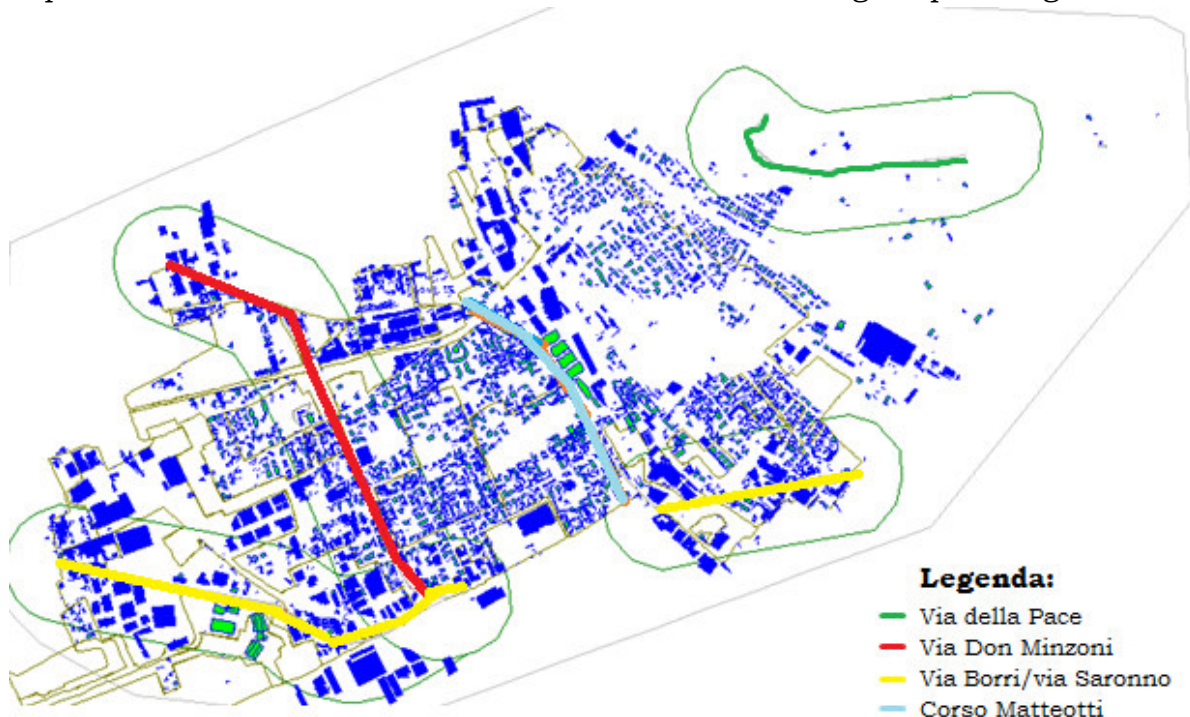 Legenda:
Via della Pace
Via Don Minzoni
Via Borri/via Saronno
Corso Matteotti